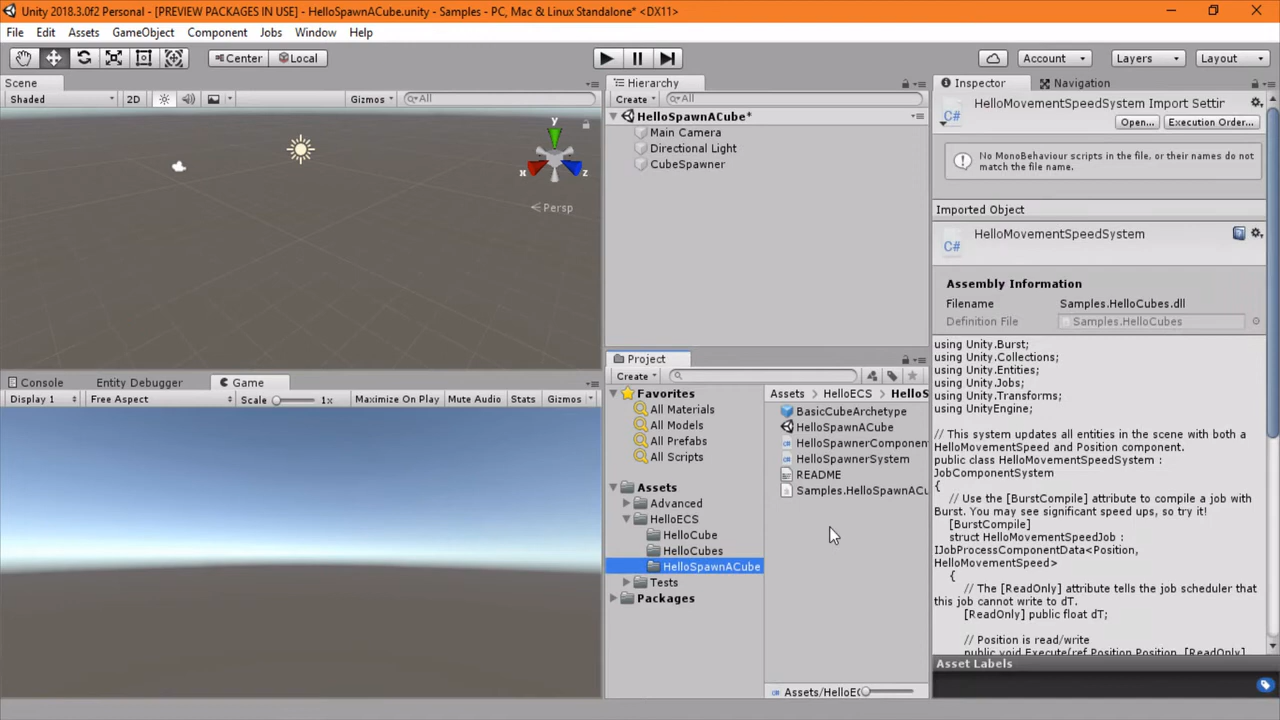 Unity 2018.3.0f2 Personal - [PREVIEW PACKAGES IN USE] - HelloSpawnACube.unity - Samples - PC, Mac & Linux Standalone* <DX11>
File Edit Assets GameObject Component Jobs Window Help
Center Local Account Layers Layout
Scene
Shaded 2D Gizmos All
y
x z
Persp
Console Entity Debugger Game
Display 1 Free Aspect Scale 1x Maximize On Play Mute Audio Stats Gizmos
Hierarchy
Create All
HelloSpawnACube*
Main Camera
Directional Light
CubeSpawner
Project
Create
Favorites
All Materials
All Models
All Prefabs
All Scripts
Assets
Advanced
HelloECS
HelloCube
HelloCubes
HelloSpawnACube
Tests
Packages
Assets HelloECS HelloS
BasicCubeArchetype
HelloSpawnACube
HelloSpawnerComponen
HelloSpawnerSystem
README
Samples.HelloSpawnACu
Assets/HelloEC
Inspector Navigation
HelloMovementSpeedSystem Import Settir
C# Open... Execution Order...
No MonoBehaviour scripts in the file, or their names do not
match the file name.
Imported Object
HelloMovementSpeedSystem
C#
Assembly Information
Filename Samples.HelloCubes.dll
Definition File Samples.HelloCubes
using Unity.Burst;
using Unity.Collections;
using Unity.Entities;
using Unity.Jobs;
using Unity.Transforms;
using UnityEngine;
// This system updates all entities in the scene with both a
HelloMovementSpeed and Position component.
public class HelloMovementSpeedSystem :
JobComponentSystem
{
// Use the [BurstCompile] attribute to compile a job with
Burst. You may see significant speed ups, so try it!
[BurstCompile]
struct HelloMovementSpeedJob :
IJobProcessComponentData<Position,
HelloMovementSpeed>
{
// The [ReadOnly] attribute tells the job scheduler that
this job cannot write to dT.
[ReadOnly] public float dT;
// Position is read/write
public void Execute(ref Position Position, [ReadOnly]
Asset Labels